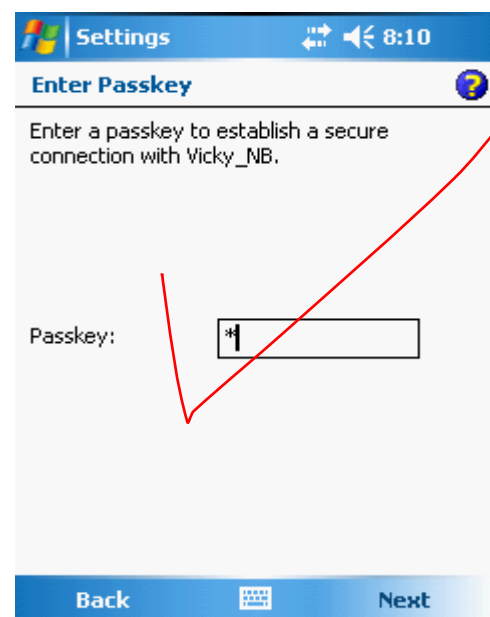 Settings 8:10
Enter Passkey
Enter a passkey to establish a secure
connection with Vicky_NB.
Passkey: *
Back Next